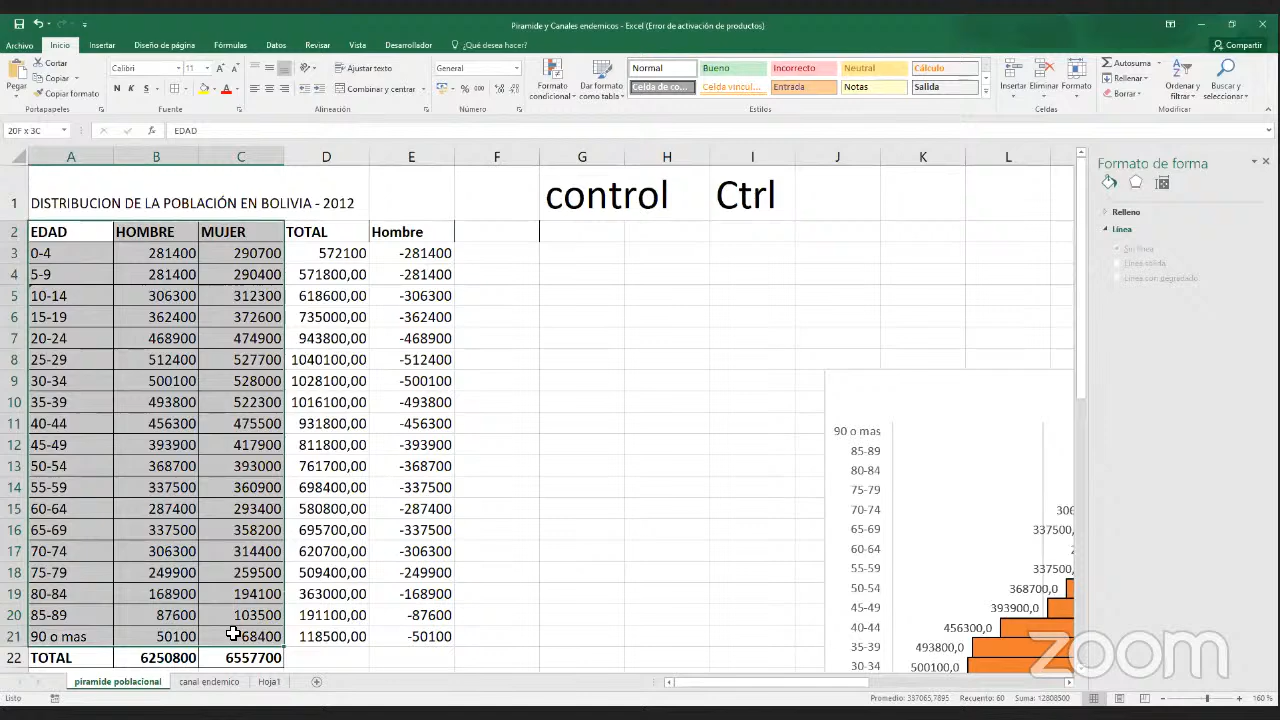 Piramide y Canales endemicos - Excel (Error de activación de productos)
Archivo Inicio Insertar Diseño de página Fórmulas Datos Revisar Vista Desarrollador ¿Qué desea hacer? Compartir
Pegar Cortar Copiar Copiar formato Portapapeles
Calibri 11 N K S Fuente
Ajustar texto Combinar y centrar Alineación
General % 000 Número
Formato condicional Dar formato como tabla
Normal Bueno Incorrecto Neutral Cálculo
Celda de co... Celda vincul... Entrada Notas Salida
Estilos
Insertar Eliminar Formato Celdas
Autosuma Rellenar Borrar Ordenar y filtrar Buscar y seleccionar Modificar
20F x 3C fx EDAD
A B C D E F G H I J K L
1 DISTRIBUCION DE LA POBLACIÓN EN BOLIVIA - 2012 control Ctrl
2 EDAD HOMBRE MUJER TOTAL Hombre
3 0-4 281400 290700 572100 -281400
4 5-9 281400 290400 571800,00 -281400
5 10-14 306300 312300 618600,00 -306300
6 15-19 362400 372600 735000,00 -362400
7 20-24 468900 474900 943800,00 -468900
8 25-29 512400 527700 1040100,00 -512400
9 30-34 500100 528000 1028100,00 -500100
10 35-39 493800 522300 1016100,00 -493800
11 40-44 456300 475500 931800,00 -456300
12 45-49 393900 417900 811800,00 -393900
13 50-54 368700 393000 761700,00 -368700
14 55-59 337500 360900 698400,00 -337500
15 60-64 287400 293400 580800,00 -287400
16 65-69 337500 358200 695700,00 -337500
17 70-74 306300 314400 620700,00 -306300
18 75-79 249900 259500 509400,00 -249900
19 80-84 168900 194100 363000,00 -168900
20 85-89 87600 103500 191100,00 -87600
21 90 o mas 50100 68400 118500,00 -50100
22 TOTAL 6250800 6557700
90 o mas
85-89
80-84
75-79
70-74 306
65-69 337500,
60-64 2
55-59 337500,
50-54 368700,0
45-49 393900,0
40-44 456300,0
35-39 493800,0
30-34 500100,0
Formato de forma
Relleno
Línea
Sin línea
Línea sólida
Línea con degradado
zoom
piramide poblacional canal endemico Hoja1
Listo Promedio: 337065,7895 Recuento: 60 Suma: 12808500 160 %